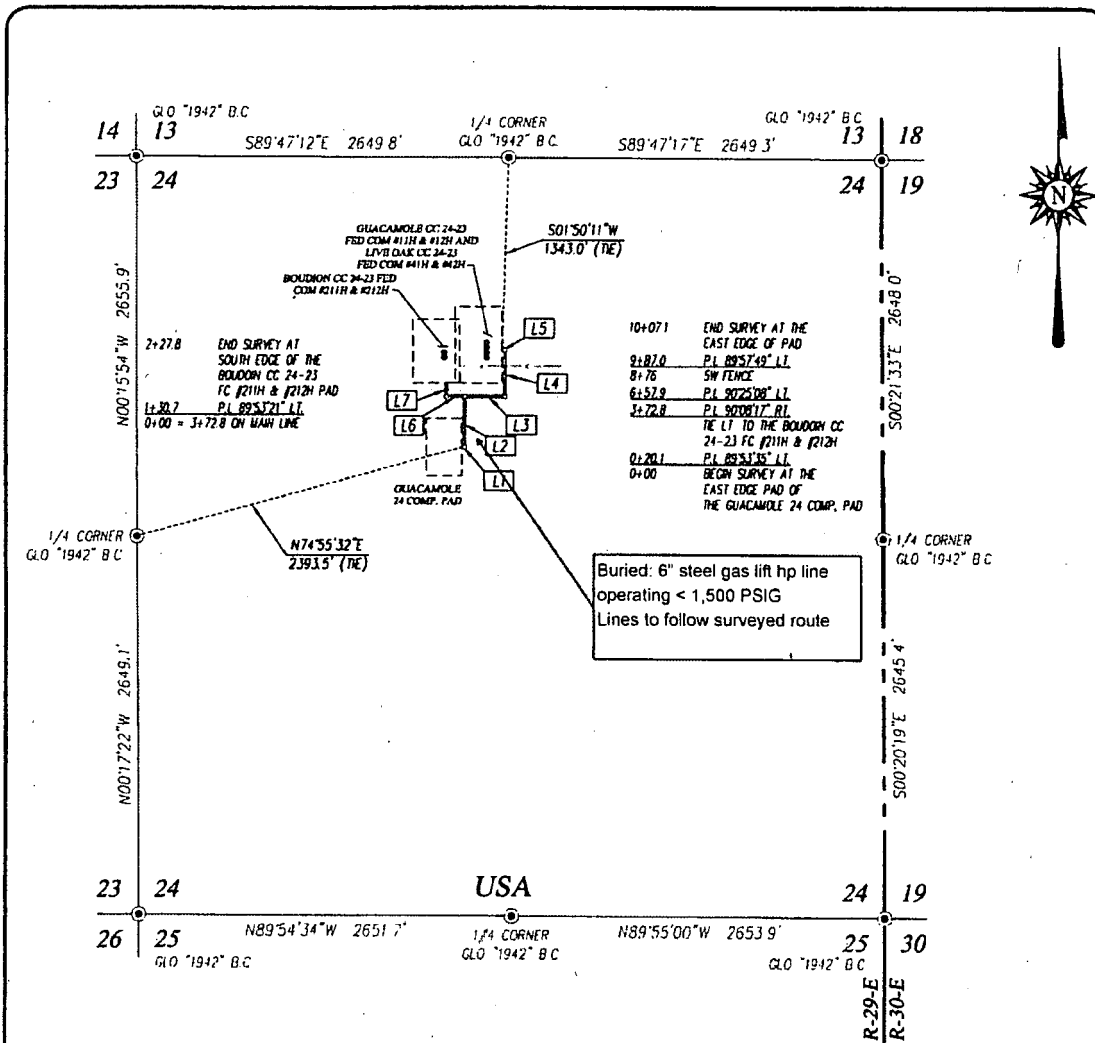 GLO "1942" B.C
14 13
S89°47'12"E 2649.8'
1/4 CORNER
GLO "1942" B.C.
S89°47'17"E 2649.3'
GLO "1942" B.C
13 18
23 24
24 19
N
GUACAMOLE CC 24-23
FED COM #11H & #12H AND
LIVE OAK CC 24-23
FED COM #41H & #42H
BOUDION CC 24-23 FED
COM #211H & #212H
S01°50'11"W
1343.0' (TIE)
N00°15'54"W 2655.9'
S00°21'33"E 2648.0'
2+27.8 END SURVEY AT
SOUTH EDGE OF THE
BOUDOIN CC 24-23
FC #211H & #212H PAD
1+30.7 P.I. 89°53'21" LT.
0+00 = 3+72.8 ON MAIN LINE
L5
L4
L7
L6
L3
L2
L1
10+07.1 END SURVEY AT THE
EAST EDGE OF PAD
9+87.0 P.I. 89°57'49" LT.
8+76 SW FENCE
6+57.9 P.I. 90°25'08" LT.
3+72.8 P.I. 90°08'17" RT.
TIE LT TO THE BOUDOIN CC
24-23 FC #211H & #212H
0+20.1 P.I. 89°53'35" LT.
0+00 BEGIN SURVEY AT THE
EAST EDGE PAD OF
THE GUACAMOLE 24 COMP. PAD
GUACAMOLE
24 COMP. PAD
1/4 CORNER
GLO "1942" B.C
N74°55'32"E
2393.5' (TIE)
1/4 CORNER
GLO "1942" B.C
Buried: 6" steel gas lift hp line
operating < 1,500 PSIG
Lines to follow surveyed route
N00°17'22"W 2649.1'
S00°20'19"E 2645.4'
23 24
USA
24 19
26 25
N89°54'34"W 2651.7'
1/4 CORNER
GLO "1942" B.C
N89°55'00"W 2653.9'
25 30
GLO "1942" B.C
GLO "1942" B.C
R-29-E
R-30-E